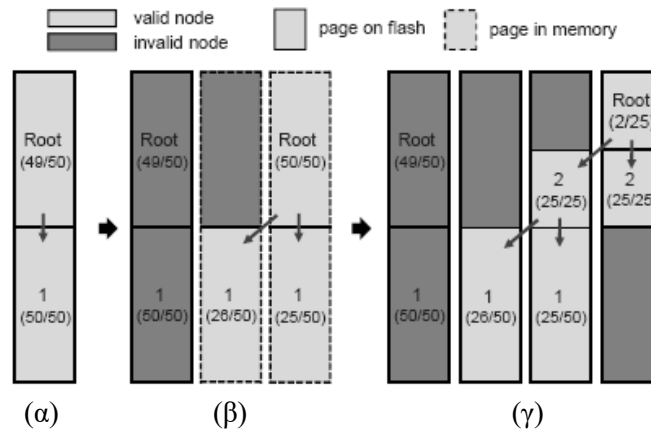 valid node
invalid node
page on flash
page in memory
Root
(49/50)
1
(50/50)
Root
(49/50)
1
(50/50)
1
(26/50)
Root
(50/50)
1
(25/50)
Root
(49/50)
1
(50/50)
1
(26/50)
2
(25/25)
1
(25/50)
Root
(2/25)
2
(25/25)
(α)
(β)
(γ)